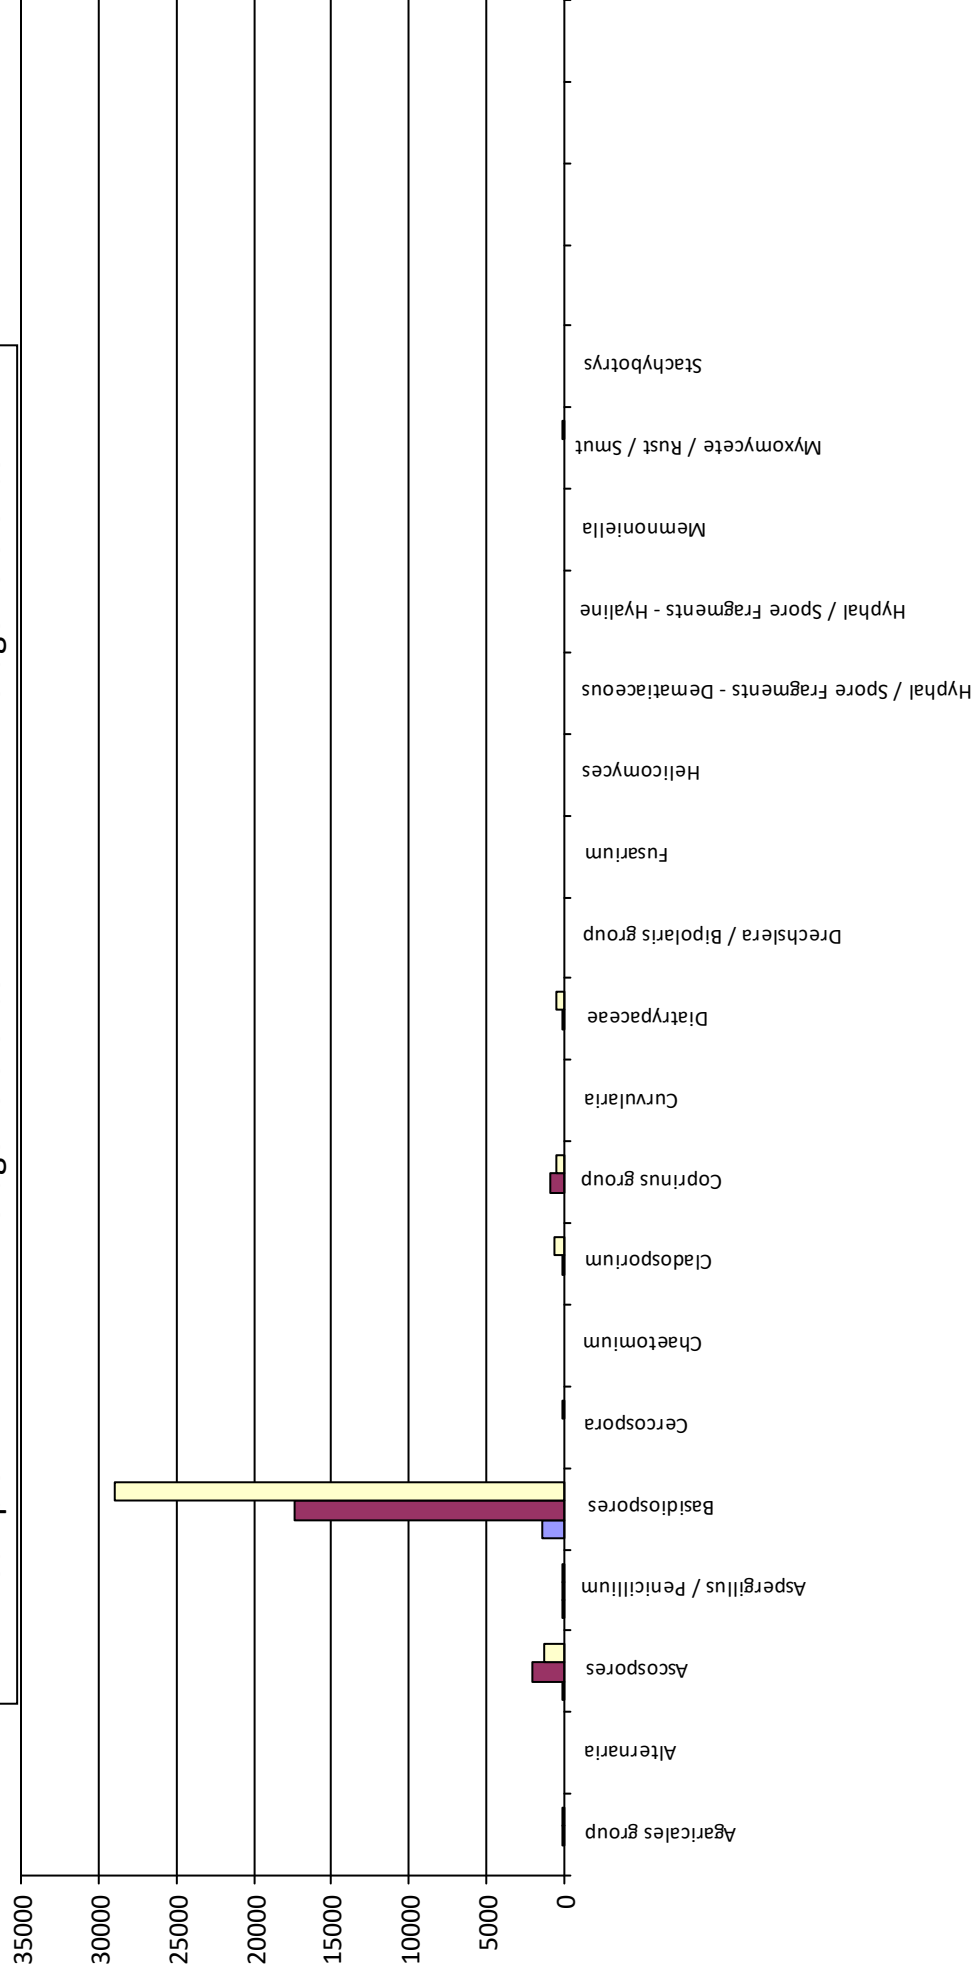 35000
30000
25000
20000
15000
10000
5000
0
Agaricales group
Alternaria
Ascospores
Aspergillus / Penicillium
Basidiospores
Cercospora
Chaetomium
Cladosporium
Coprinus group
Curvularia
Diatrypaceae
Drechslera / Bipolaris group
Fusarium
Helicomyces
Hyphal / Spore Fragments - Dematiaceous
Hyphal / Spore Fragments - Hyaline
Memnoniella
Myxomycete / Rust / Smut
Stachybotrys